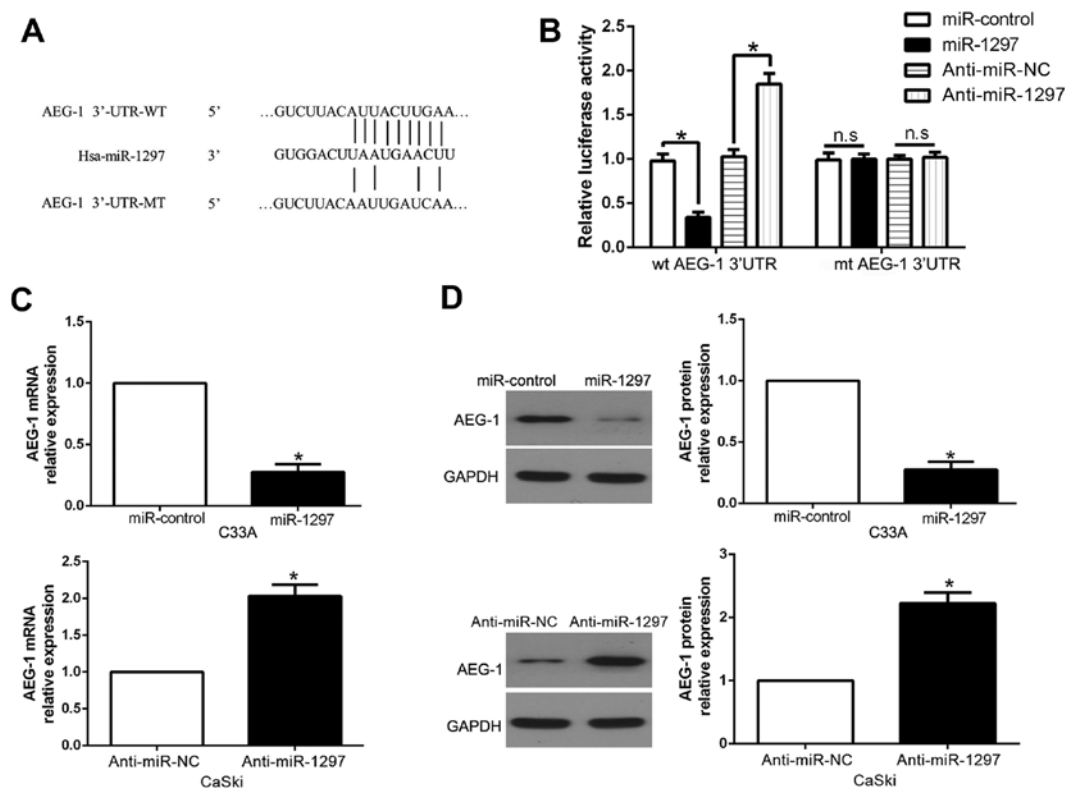 A
AEG-1 3'-UTR-WT 5' ...GUCUUACAUUACUUGAA...
Hsa-miR-1297 3' GUGGACUUAAUGAACUU
AEG-1 3'-UTR-MT 5' ...GUCUUACAAUUGAUCAA...
B
Relative luciferase activity
2.5
2.0
1.5
1.0
0.5
0.0
* * n.s n.s
wt AEG-1 3'UTR mt AEG-1 3'UTR
miR-control
miR-1297
Anti-miR-NC
Anti-miR-1297
C
AEG-1 mRNA
relative expression
1.5
1.0
0.5
0.0
*
miR-control miR-1297
C33A
AEG-1 mRNA
relative expression
2.5
2.0
1.5
1.0
0.5
0.0
*
Anti-miR-NC Anti-miR-1297
CaSki
D
miR-control miR-1297
AEG-1
GAPDH
AEG-1 protein
relative expression
1.5
1.0
0.5
0.0
*
miR-control miR-1297
C33A
Anti-miR-NC Anti-miR-1297
AEG-1
GAPDH
AEG-1 protein
relative expression
3
2
1
0
*
Anti-miR-NC Anti-miR-1297
CaSki